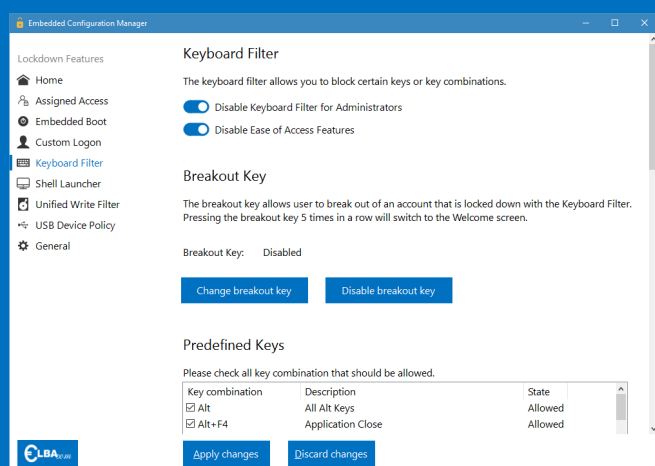 Embedded Configuration Manager
Lockdown Features
Home
Assigned Access
Embedded Boot
Custom Logon
Keyboard Filter
Shell Launcher
Unified Write Filter
USB Device Policy
General
Keyboard Filter
The keyboard filter allows you to block certain keys or key combinations.
Disable Keyboard Filter for Administrators
Disable Ease of Access Features
Breakout Key
The breakout key allows user to break out of an account that is locked down with the Keyboard Filter.
Pressing the breakout key 5 times in a row will switch to the Welcome screen.
Breakout Key: Disabled
Change breakout key Disable breakout key
Predefined Keys
Please check all key combination that should be allowed.
Key combination Description State
Alt All Alt Keys Allowed
Alt+F4 Application Close Allowed
ELBA
Apply changes Discard changes